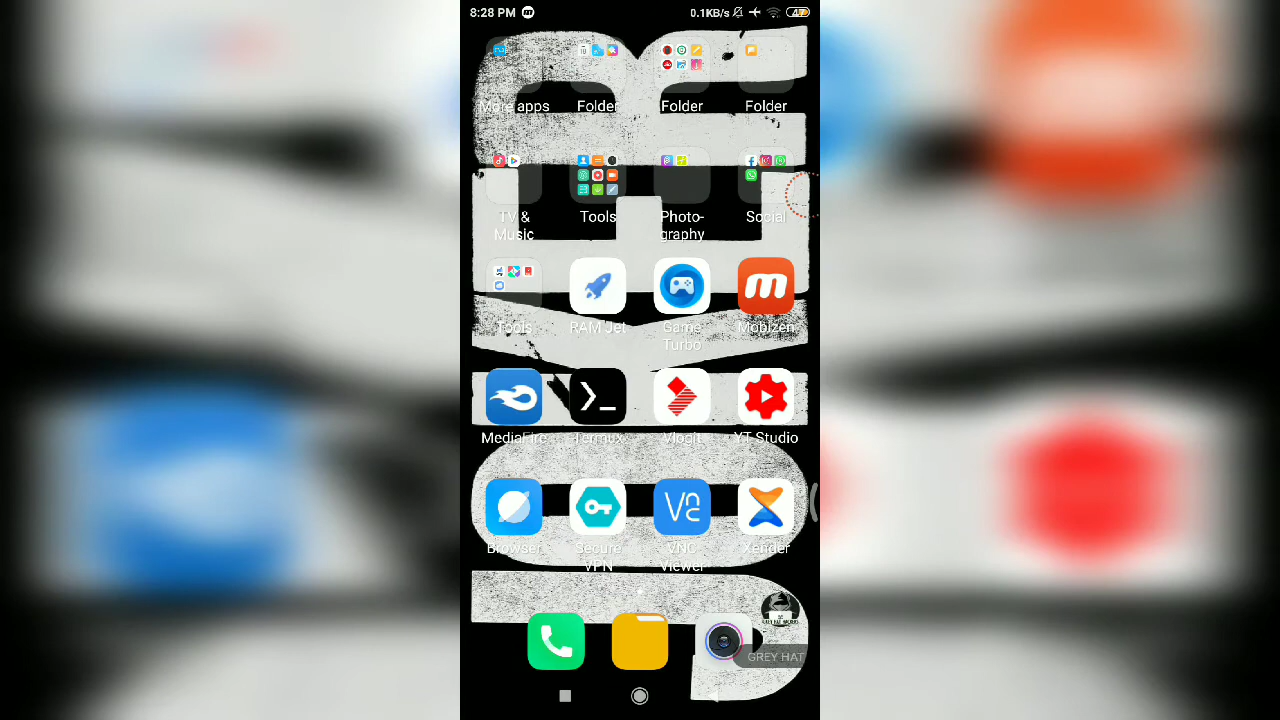 8:28 PM
0.1KB/s
47
More apps
Folder
Folder
Folder
TV &
Music
Tools
Photo-
graphy
Social
Tools
RAM Jet
Game
Turbo
Mobizen
MediaFire
Termux
Vlogit
YT Studio
Browser
Secure
VPN
VNC
Viewer
Xender
GREY HAT